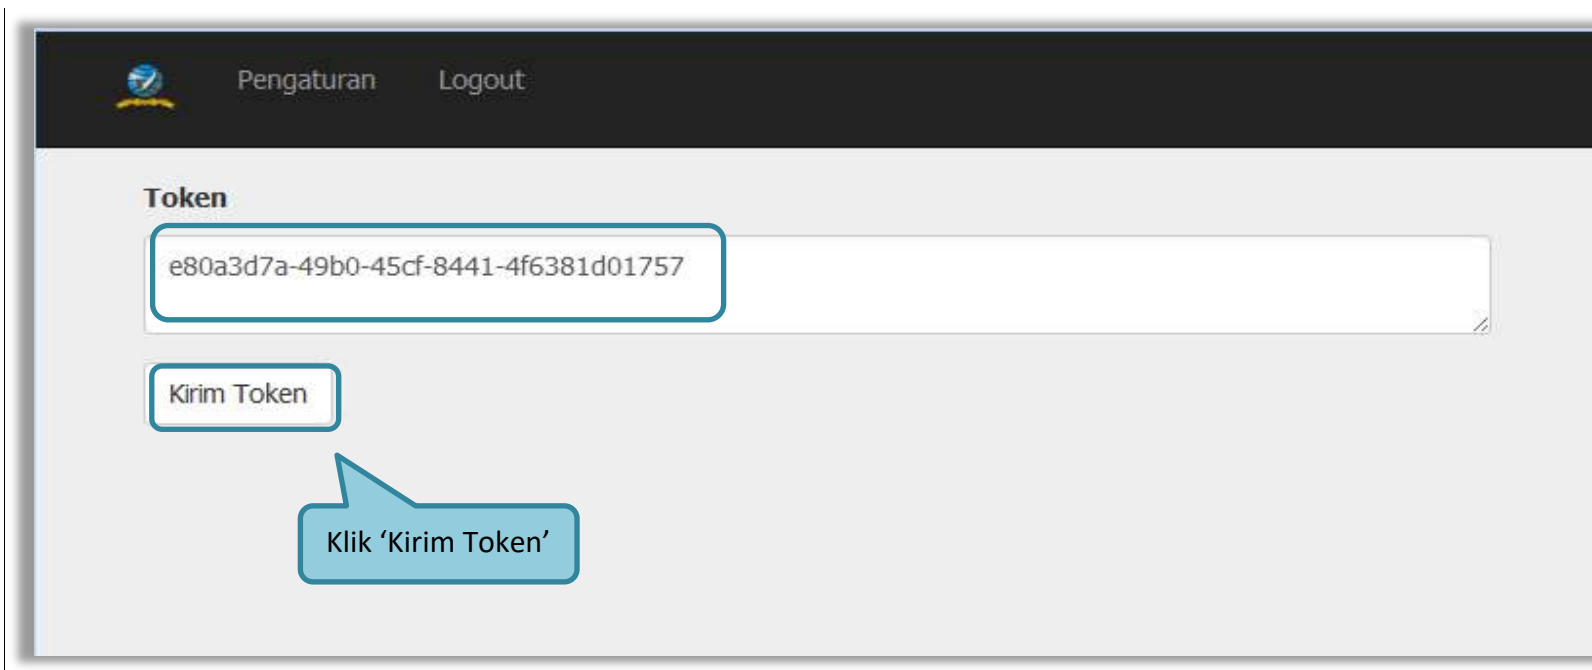 Pengaturan Logout
Token
e80a3d7a-49b0-45cf-8441-4f6381d01757
Kirim Token
Klik ‘Kirim Token’